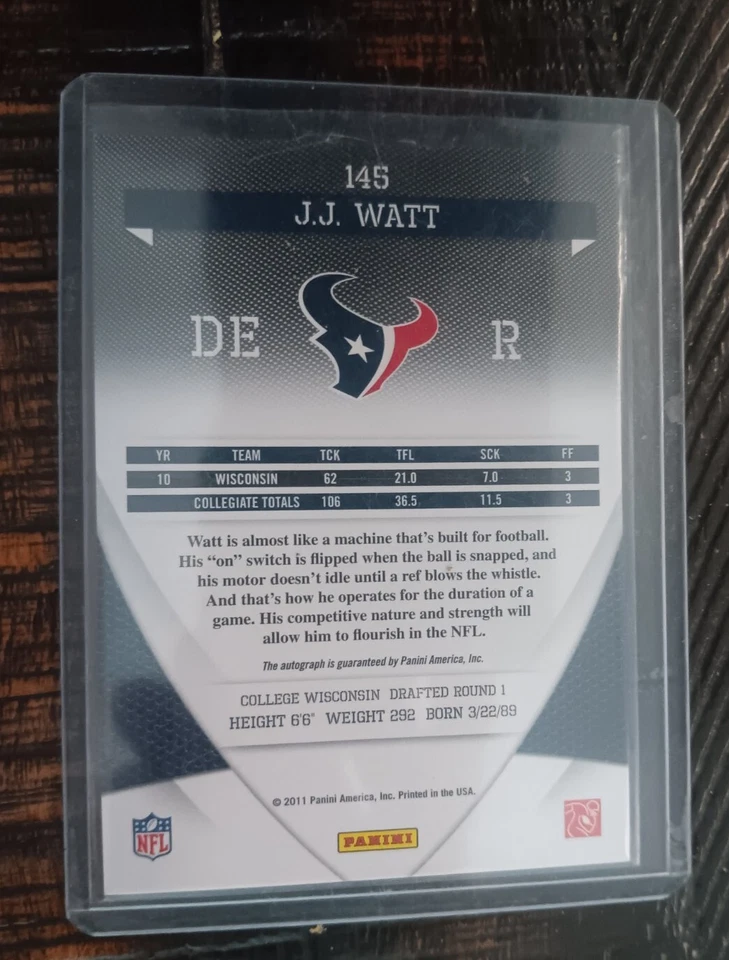 145
J.J. WATT
DE R
YR TEAM TCK TFL SCK FF
10 WISCONSIN 62 21.0 7.0 3
COLLEGIATE TOTALS 106 36.5 11.5 3
Watt is almost like a machine that's built for football.
His “on” switch is flipped when the ball is snapped, and
his motor doesn't idle until a ref blows the whistle.
And that's how he operates for the duration of a
game. His competitive nature and strength will
allow him to flourish in the NFL.
The autograph is guaranteed by Panini America, Inc.
COLLEGE WISCONSIN DRAFTED ROUND 1
HEIGHT 6'6" WEIGHT 292 BORN 3/22/89
© 2011 Panini America, Inc. Printed in the USA.
NFL
PANINI